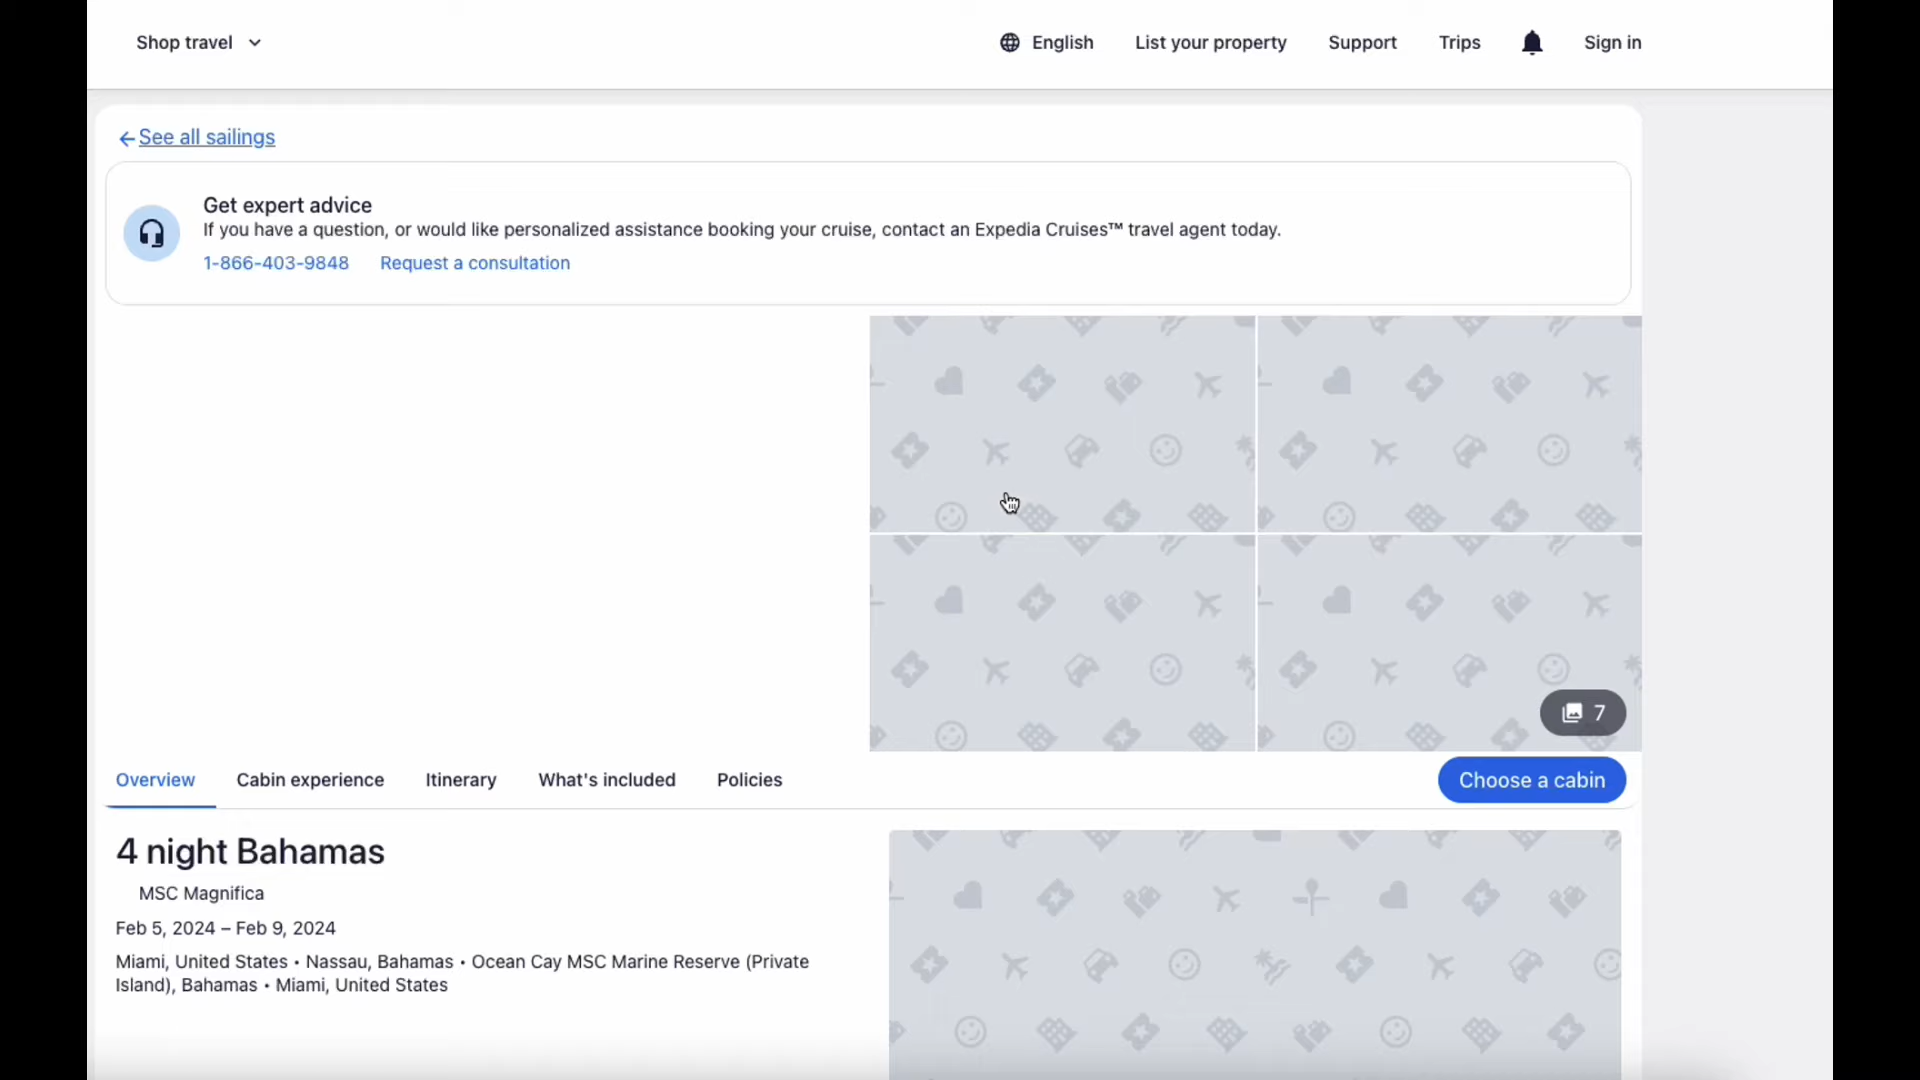 Shop travel
English
List your property
Support
Trips
Sign in
See all sailings
Get expert advice
If you have a question, or would like personalized assistance booking your cruise, contact an Expedia Cruises™ travel agent today.
1-866-403-9848
Request a consultation
7
Overview
Cabin experience
Itinerary
What's included
Policies
Choose a cabin
4 night Bahamas
MSC Magnifica
Feb 5, 2024 – Feb 9, 2024
Miami, United States • Nassau, Bahamas • Ocean Cay MSC Marine Reserve (Private
Island), Bahamas • Miami, United States